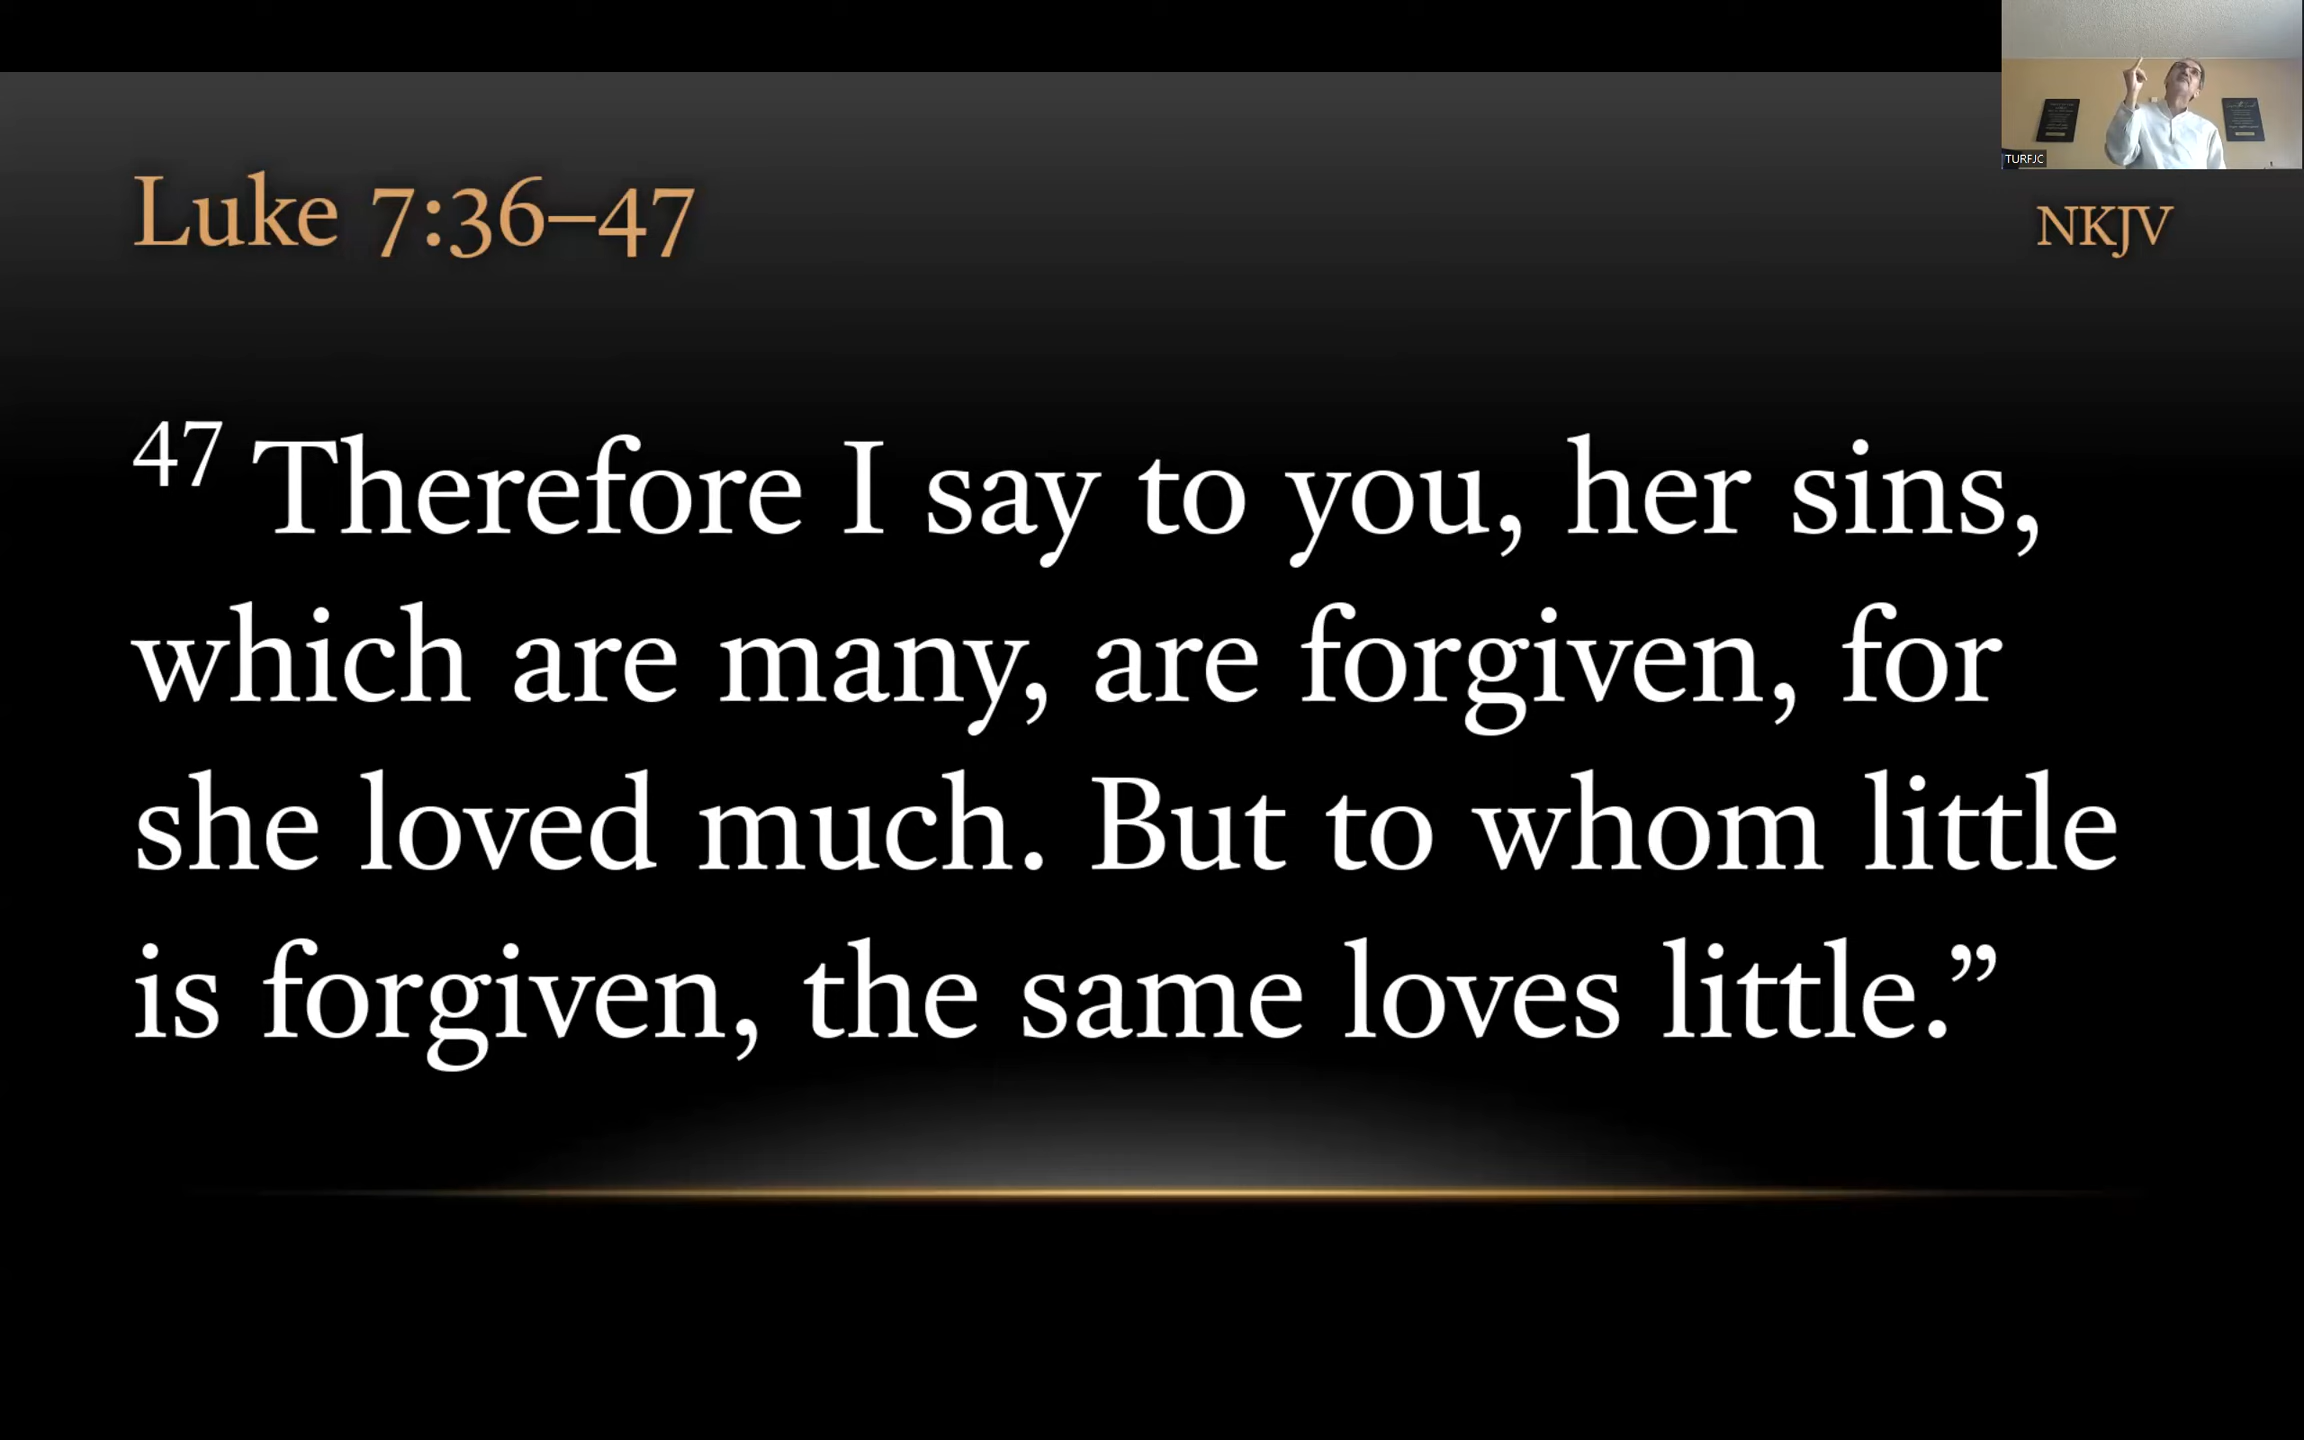 TURFJC
Luke 7:36–47
NKJV
47 Therefore I say to you, her sins,
which are many, are forgiven, for
she loved much. But to whom little
is forgiven, the same loves little.”